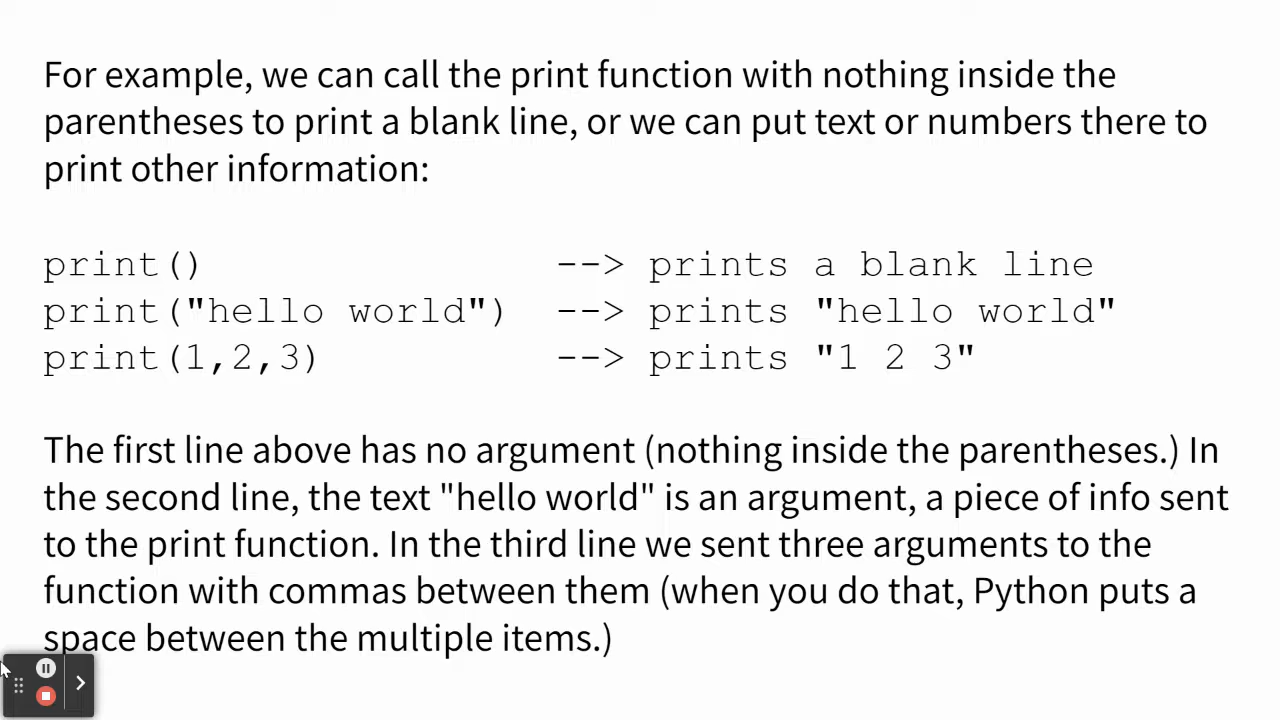 For example, we can call the print function with nothing inside the
parentheses to print a blank line, or we can put text or numbers there to
print other information:
print() --> prints a blank line
print("hello world") --> prints "hello world"
print(1,2,3) --> prints "1 2 3"
The first line above has no argument (nothing inside the parentheses.) In
the second line, the text "hello world" is an argument, a piece of info sent
to the print function. In the third line we sent three arguments to the
function with commas between them (when you do that, Python puts a
space between the multiple items.)